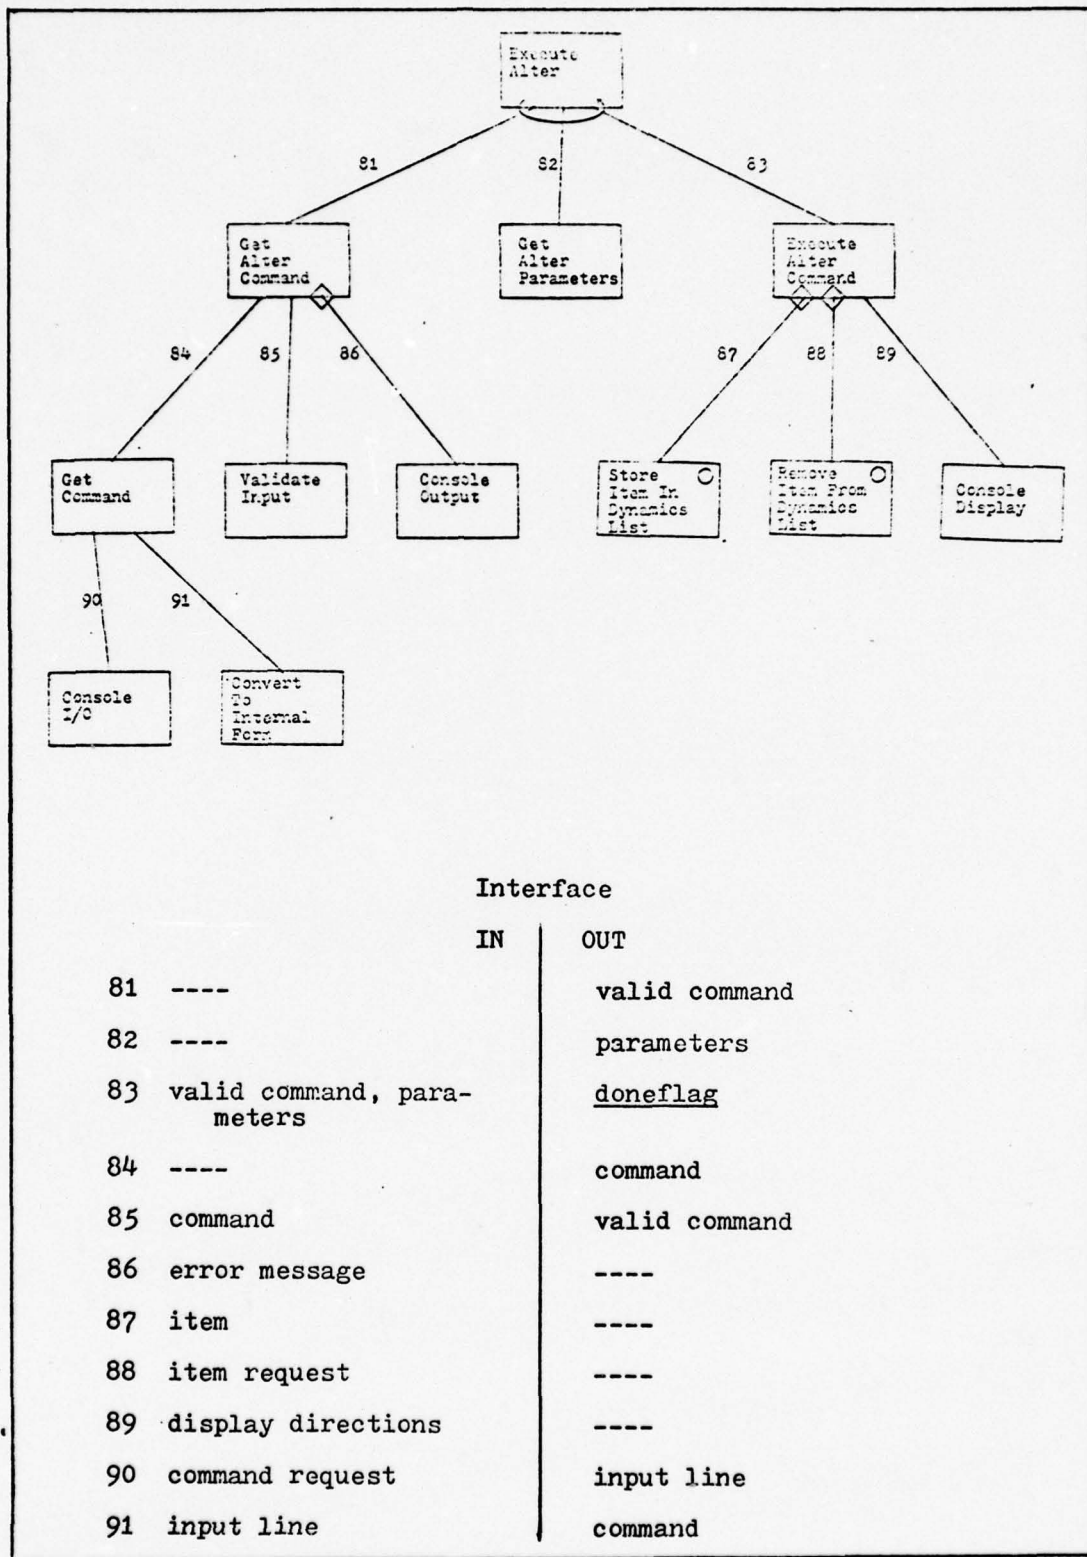 Execute
Alter
81
82
83
Get
Alter
Command
Get
Alter
Parameters
Execute
Alter
Command
84
85
86
87
88
89
Get
Command
Validate
Input
Console
Output
Store
Item In
Dynamics
List
Remove
Item From
Dynamics
List
Console
Display
90
91
Console
I/O
Convert
To
Internal
Form
Interface
IN OUT
81 ---- valid command
82 ---- parameters
83 valid command, para- doneflag
meters
84 ---- command
85 command valid command
86 error message ----
87 item ----
88 item request ----
89 display directions ----
90 command request input line
91 input line command